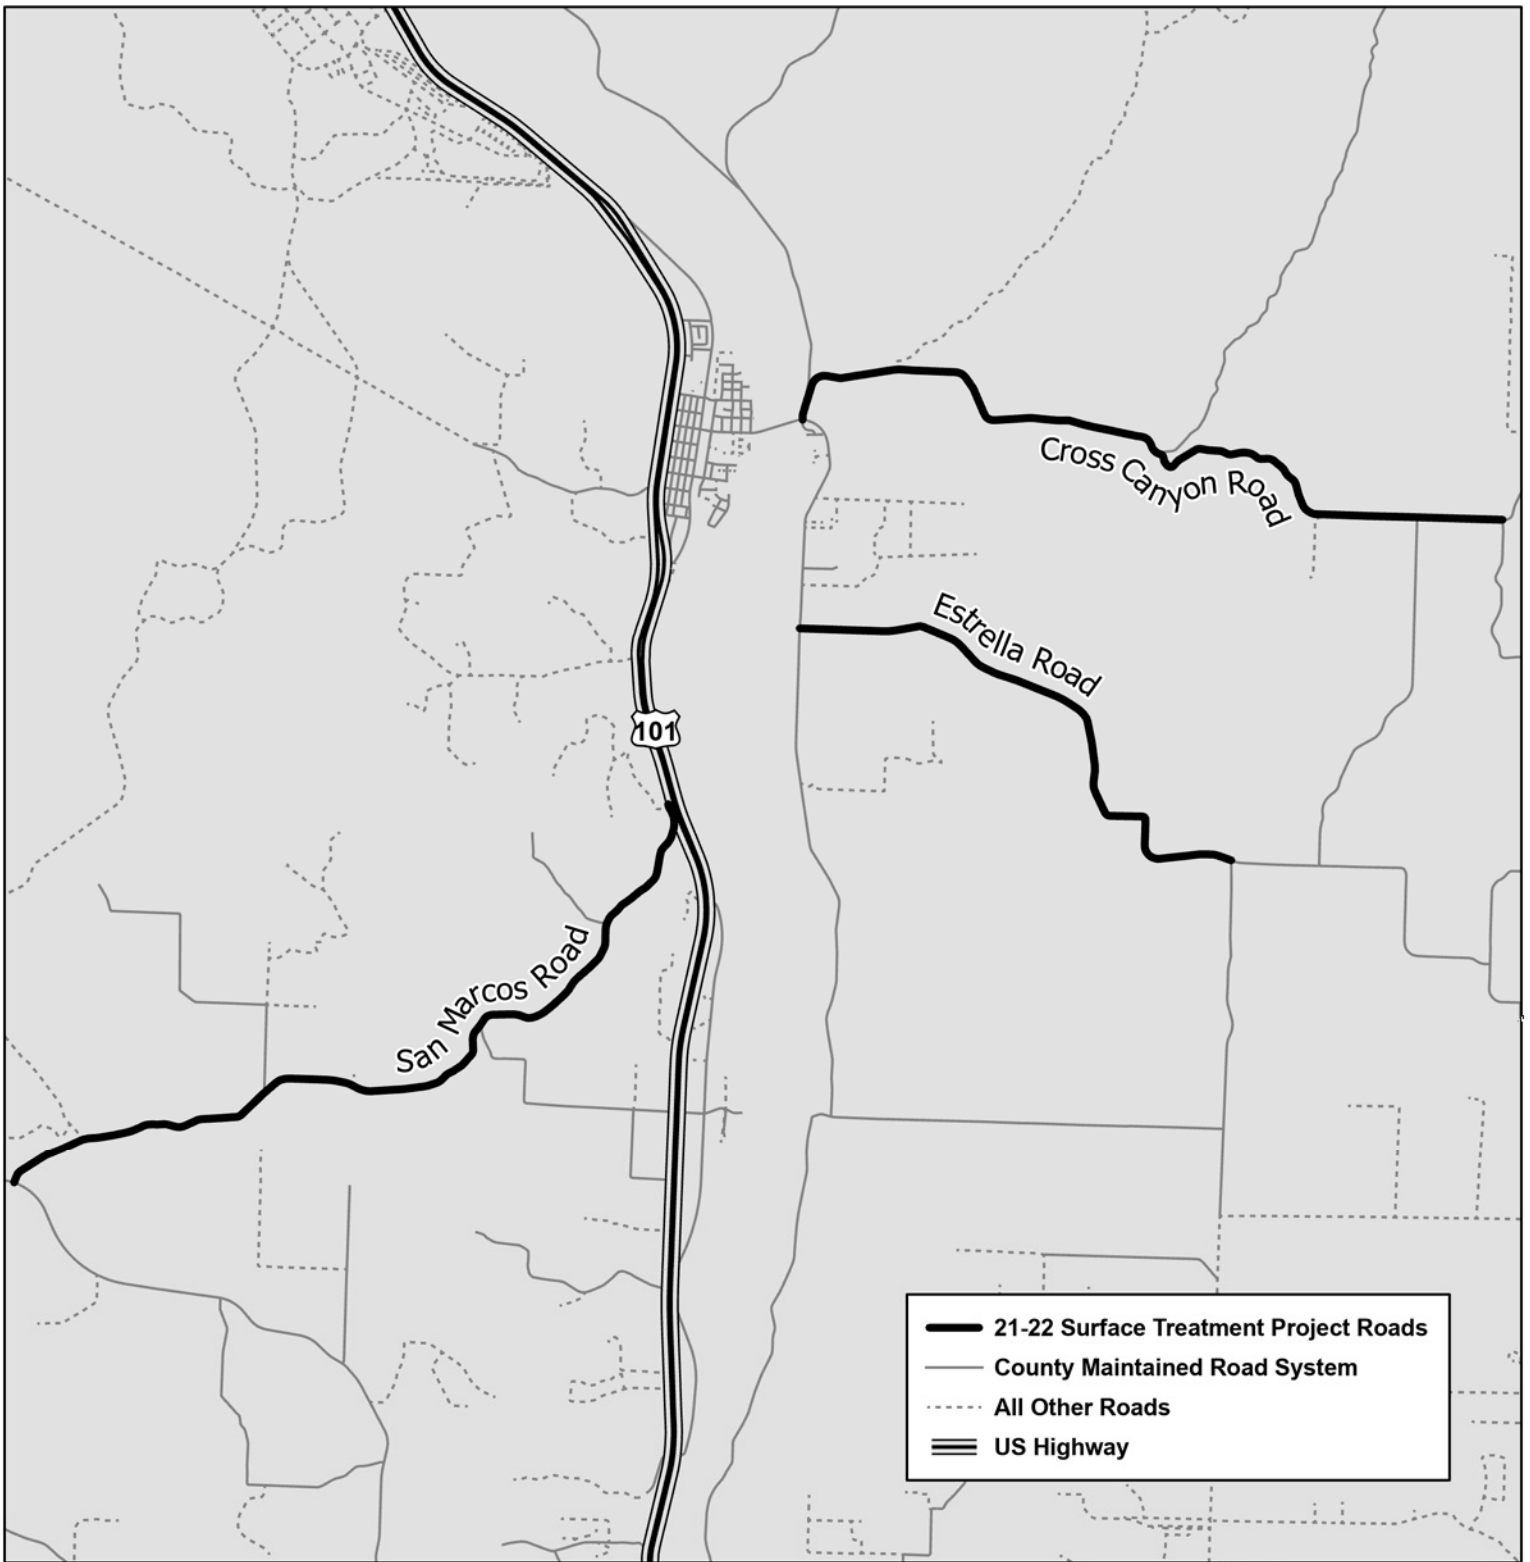 Cross Canyon Road
Estrella Road
101
San Marcos Road
21-22 Surface Treatment Project Roads
County Maintained Road System
All Other Roads
US Highway